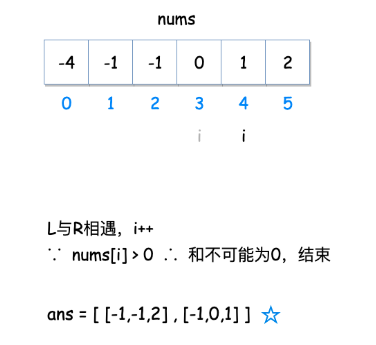 nums
-4 -1 -1 0 1 2
0 1 2 3 4 5
i i
L与R相遇，i++
∵ nums[i] > 0 ∴ 和不可能为0，结束
ans = [ [-1,-1,2] , [-1,0,1] ] ☆